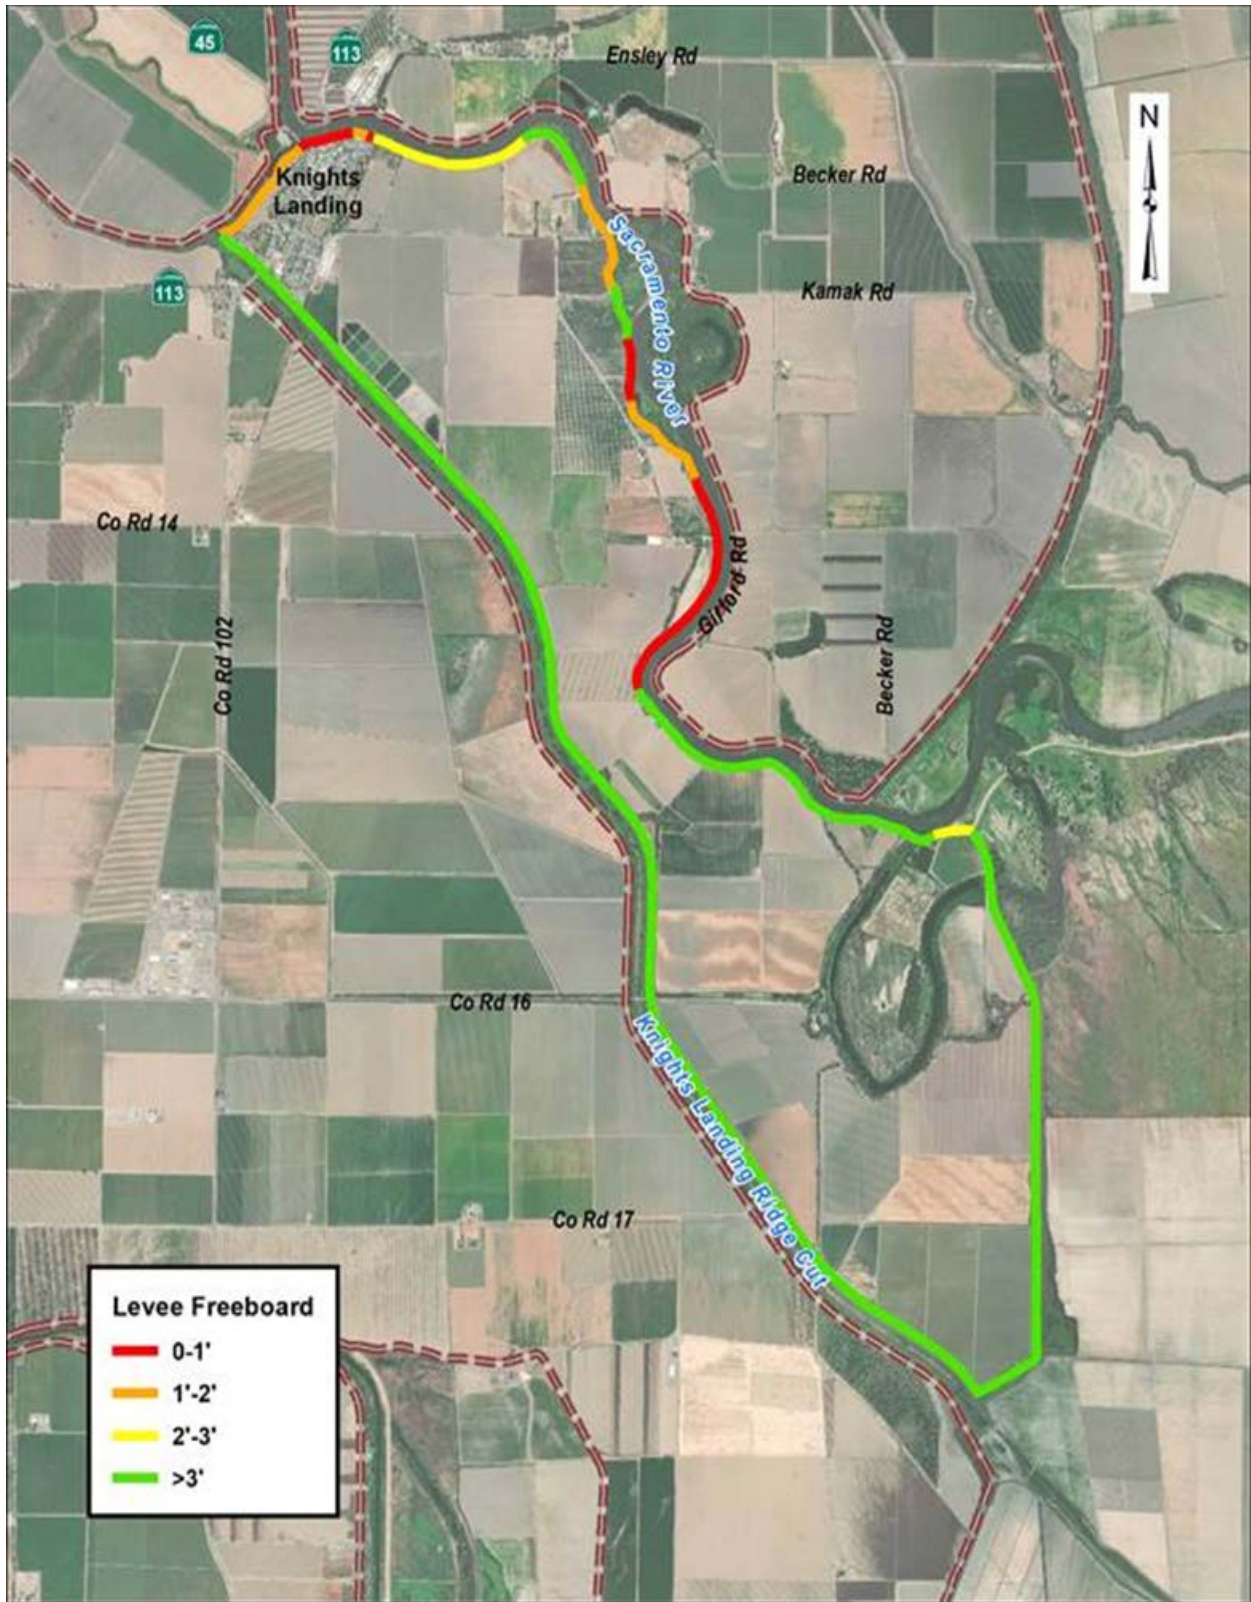 45
113
Ensley Rd
N
Becker Rd
Knights
Landing
Sacramento River
113
Kamak Rd
Co Rd 14
Gifford Rd
Co Rd 102
Becker Rd
Co Rd 16
Knights Landing Ridge Cut
Co Rd 17
Levee Freeboard
0-1'
1'-2'
2'-3'
>3'